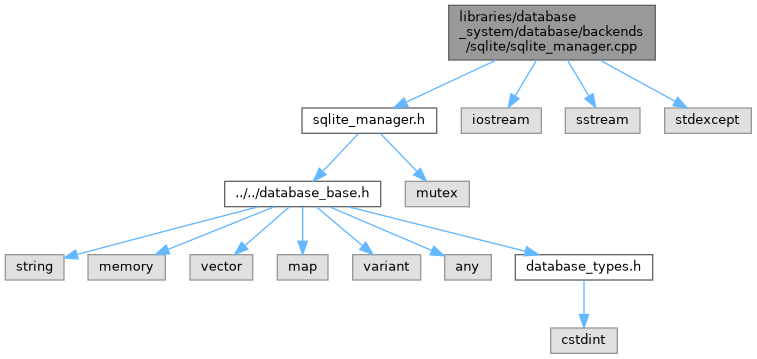 libraries/database
_system/database/backends
/sqlite/sqlite_manager.cpp
sqlite_manager.h
iostream
sstream
stdexcept
../../database_base.h
mutex
string
memory
vector
map
variant
any
database_types.h
cstdint